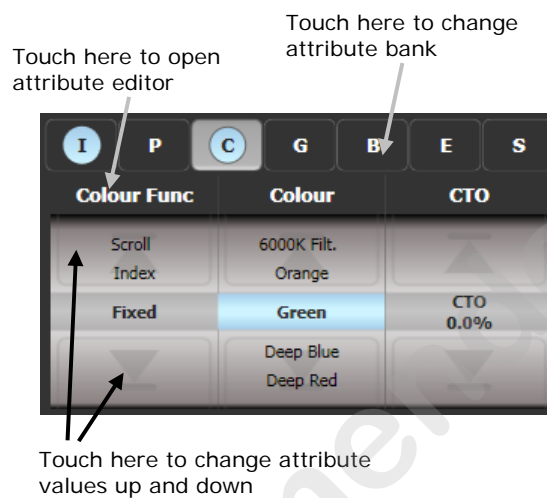 Touch here to change
attribute bank
Touch here to open
attribute editor
I P C G B E S
Colour Func Colour CTO
Scroll 6000K Filt.
Index Orange
Fixed Green CTO
0.0%
Deep Blue
Deep Red
Touch here to change attribute
values up and down